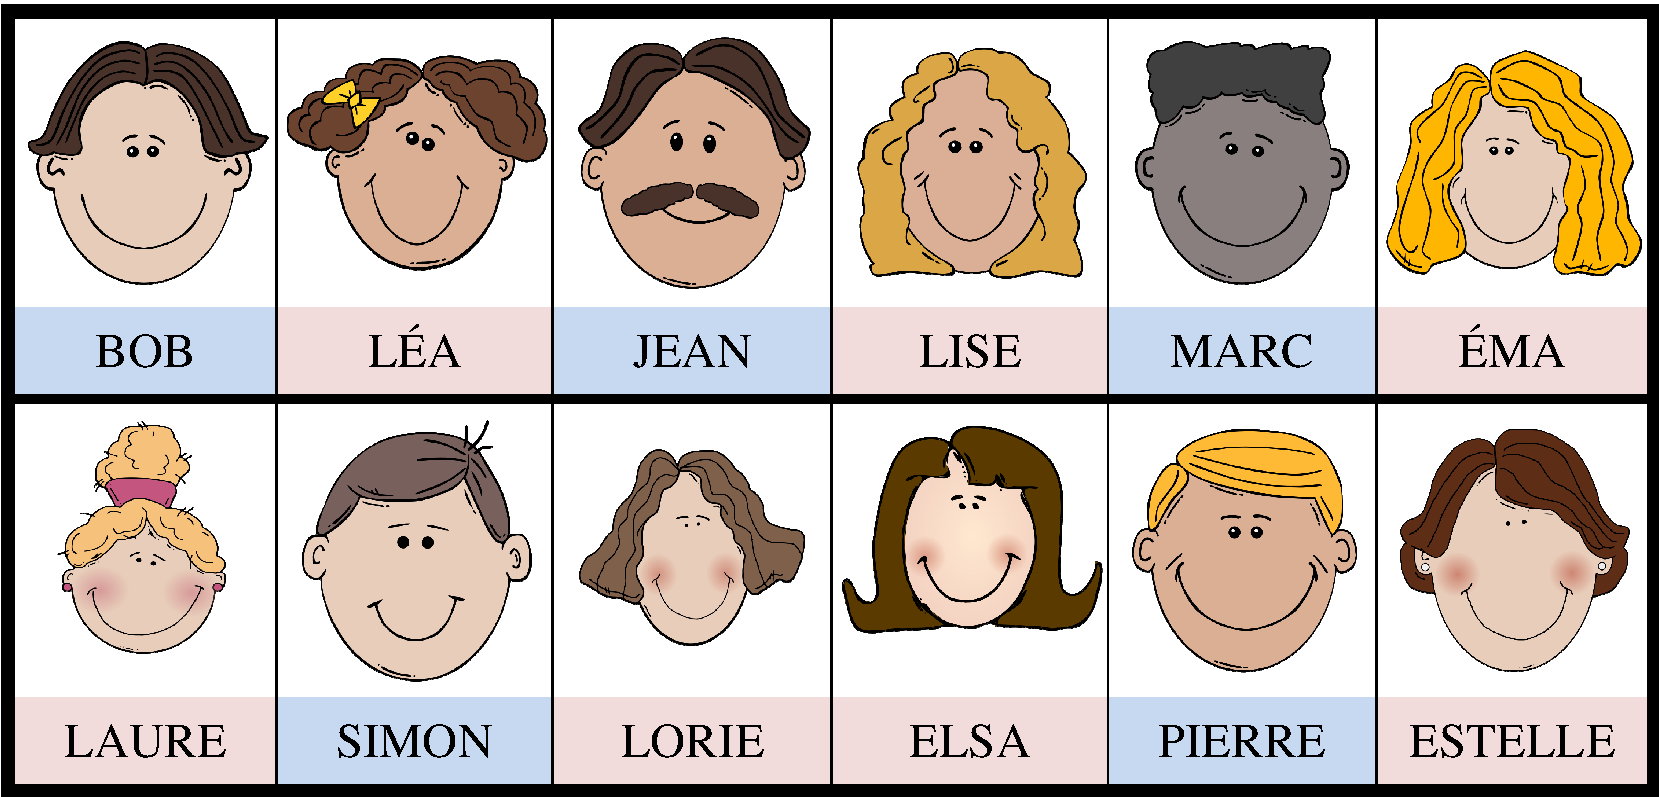 BOB
LÉA
JEAN
LISE
MARC
ÉMA
LAURE
SIMON
LORIE
ELSA
PIERRE
ESTELLE